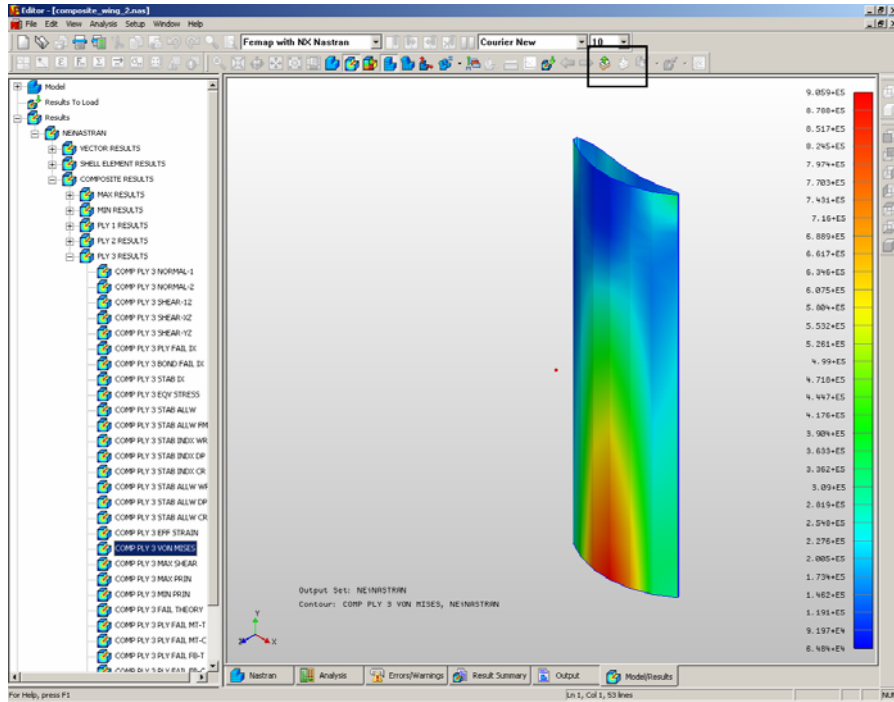 Editor - [composite_wing_2.nas]
File Edit View Analysis Setup Window Help
Femap with NX Nastran Courier New 10
Model
Results To Load
Results
NEiNASTRAN
VECTOR RESULTS
SHELL ELEMENT RESULTS
COMPOSITE RESULTS
MAX RESULTS
MIN RESULTS
PLY 1 RESULTS
PLY 2 RESULTS
PLY 3 RESULTS
COMP PLY 3 NORMAL-1
COMP PLY 3 NORMAL-2
COMP PLY 3 SHEAR-12
COMP PLY 3 SHEAR-XZ
COMP PLY 3 SHEAR-YZ
COMP PLY 3 PLY FAIL IX
COMP PLY 3 BOND FAIL IX
COMP PLY 3 STAB IX
COMP PLY 3 EQV STRESS
COMP PLY 3 STAB ALLW
COMP PLY 3 STAB ALLW FM
COMP PLY 3 STAB INDX WR
COMP PLY 3 STAB INDX DP
COMP PLY 3 STAB INDX CR
COMP PLY 3 STAB ALLW WR
COMP PLY 3 STAB ALLW DP
COMP PLY 3 STAB ALLW CR
COMP PLY 3 EFF STRAIN
COMP PLY 3 VON MISES
COMP PLY 3 MAX SHEAR
COMP PLY 3 MAX PRIN
COMP PLY 3 MIN PRIN
COMP PLY 3 FAIL THEORY
COMP PLY 3 PLY FAIL MT-T
COMP PLY 3 PLY FAIL MT-C
COMP PLY 3 PLY FAIL FB-T
COMP PLY 3 PLY FAIL FB-C
9.059+E5
8.788+E5
8.517+E5
8.245+E5
7.974+E5
7.703+E5
7.431+E5
7.16+E5
6.889+E5
6.617+E5
6.346+E5
6.075+E5
5.804+E5
5.532+E5
5.261+E5
4.99+E5
4.718+E5
4.447+E5
4.176+E5
3.904+E5
3.633+E5
3.362+E5
3.09+E5
2.819+E5
2.548+E5
2.276+E5
2.005+E5
1.734+E5
1.462+E5
1.191+E5
9.197+E4
6.484+E4
Output Set: NEiNASTRAN
Contour: COMP PLY 3 VON MISES, NEiNASTRAN
Y
Z X
Nastran Analysis Errors/Warnings Result Summary Output Model/Results
For Help, press F1 Ln 1, Col 1, 53 lines NUM